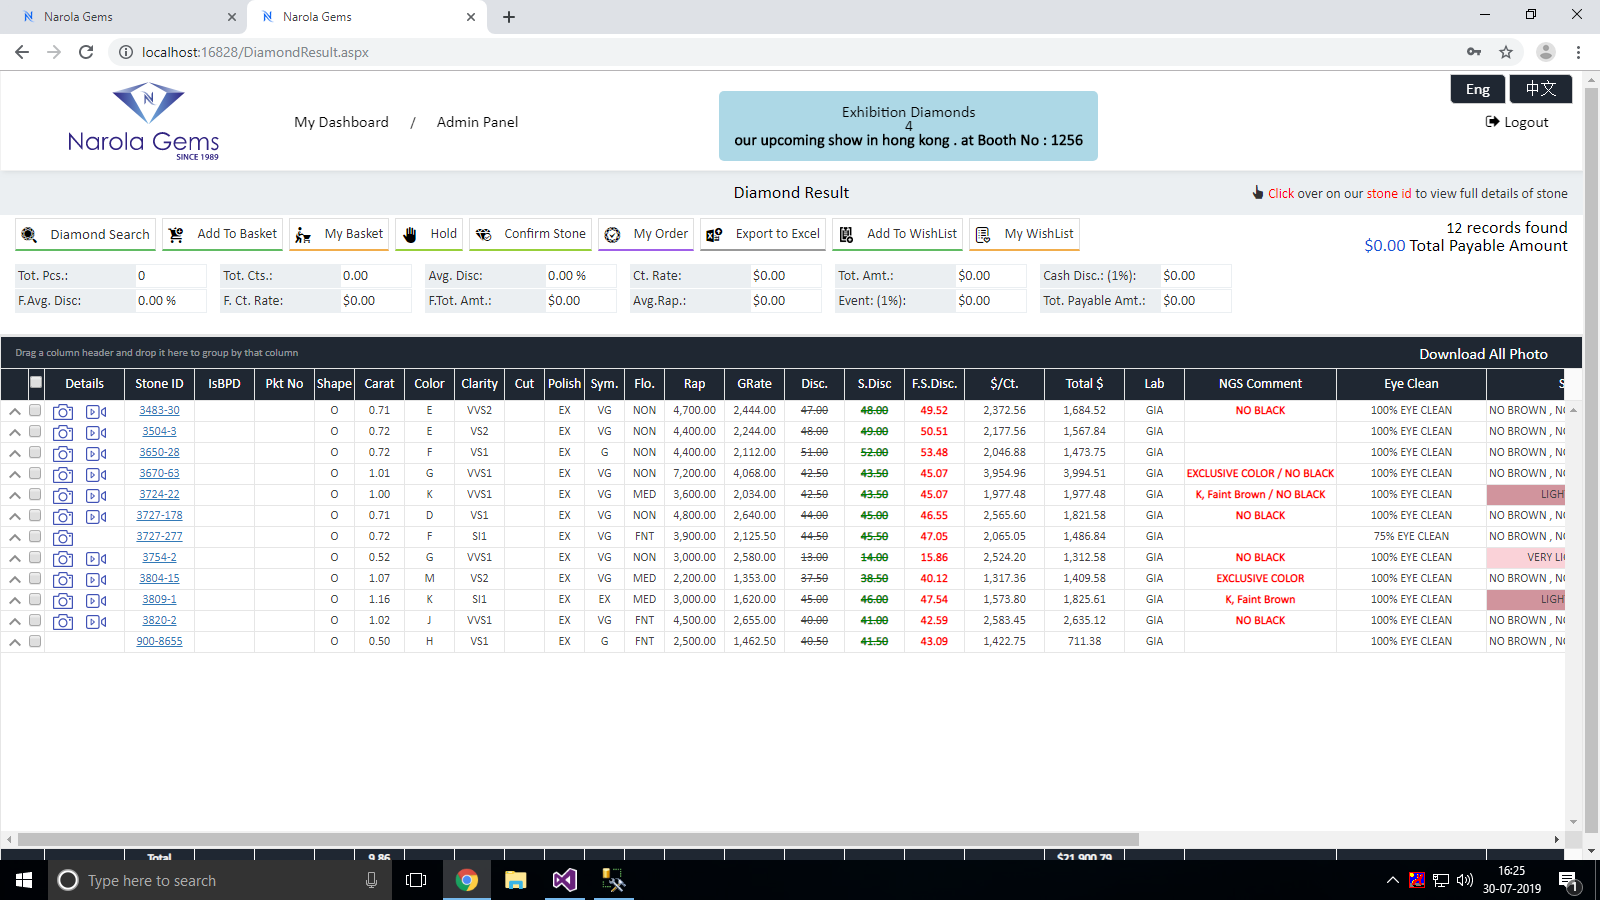 Narola Gems
Narola Gems
localhost:16828/DiamondResult.aspx
N
Narola Gems
SINCE 1989
My Dashboard / Admin Panel
Exhibition Diamonds
4
our upcoming show in hong kong . at Booth No : 1256
Eng 中文
Logout
Diamond Result
Click over on our stone id to view full details of stone
Diamond Search Add To Basket My Basket Hold Confirm Stone My Order Export to Excel Add To WishList My WishList
12 records found
$0.00 Total Payable Amount
Tot. Pcs.: 0 Tot. Cts.: 0.00 Avg. Disc: 0.00 % Ct. Rate: $0.00 Tot. Amt.: $0.00 Cash Disc.: (1%): $0.00
F.Avg. Disc: 0.00 % F. Ct. Rate: $0.00 F.Tot. Amt.: $0.00 Avg.Rap.: $0.00 Event: (1%): $0.00 Tot. Payable Amt.: $0.00
Drag a column header and drop it here to group by that column
Download All Photo
Details Stone ID IsBPD Pkt No Shape Carat Color Clarity Cut Polish Sym. Flo. Rap GRate Disc. S.Disc F.S.Disc. $/Ct. Total $ Lab NGS Comment Eye Clean S
3483-30 O 0.71 E VVS2 EX VG NON 4,700.00 2,444.00 47.00 48.00 49.52 2,372.56 1,684.52 GIA NO BLACK 100% EYE CLEAN NO BROWN , NO
3504-3 O 0.72 E VS2 EX VG NON 4,400.00 2,244.00 48.00 49.00 50.51 2,177.56 1,567.84 GIA 100% EYE CLEAN NO BROWN , NO
3650-28 O 0.72 F VS1 EX G NON 4,400.00 2,112.00 51.00 52.00 53.48 2,046.88 1,473.75 GIA 100% EYE CLEAN NO BROWN , NO
3670-63 O 1.01 G VVS1 EX VG NON 7,200.00 4,068.00 42.50 43.50 45.07 3,954.96 3,994.51 GIA EXCLUSIVE COLOR / NO BLACK 100% EYE CLEAN NO BROWN , NO
3724-22 O 1.00 K VVS1 EX VG MED 3,600.00 2,034.00 42.50 43.50 45.07 1,977.48 1,977.48 GIA K, Faint Brown / NO BLACK 100% EYE CLEAN LIGH
3727-178 O 0.71 D VS1 EX VG NON 4,800.00 2,640.00 44.00 45.00 46.55 2,565.60 1,821.58 GIA NO BLACK 100% EYE CLEAN NO BROWN , NO
3727-277 O 0.72 F SI1 EX VG FNT 3,900.00 2,125.50 44.50 45.50 47.05 2,065.05 1,486.84 GIA 75% EYE CLEAN NO BROWN , NO
3754-2 O 0.52 G VVS1 EX VG NON 3,000.00 2,580.00 13.00 14.00 15.86 2,524.20 1,312.58 GIA NO BLACK 100% EYE CLEAN VERY LI
3804-15 O 1.07 M VS2 EX VG MED 2,200.00 1,353.00 37.50 38.50 40.12 1,317.36 1,409.58 GIA EXCLUSIVE COLOR 100% EYE CLEAN NO BROWN , NO
3809-1 O 1.16 K SI1 EX EX MED 3,000.00 1,620.00 45.00 46.00 47.54 1,573.80 1,825.61 GIA K, Faint Brown 100% EYE CLEAN LIGH
3820-2 O 1.02 J VVS1 EX VG FNT 4,500.00 2,655.00 40.00 41.00 42.59 2,583.45 2,635.12 GIA NO BLACK 100% EYE CLEAN NO BROWN , NO
900-8655 O 0.50 H VS1 EX G FNT 2,500.00 1,462.50 40.50 41.50 43.09 1,422.75 711.38 GIA 100% EYE CLEAN NO BROWN , NO
Total 9.86 $21,900.79
Type here to search
16:25
30-07-2019
1